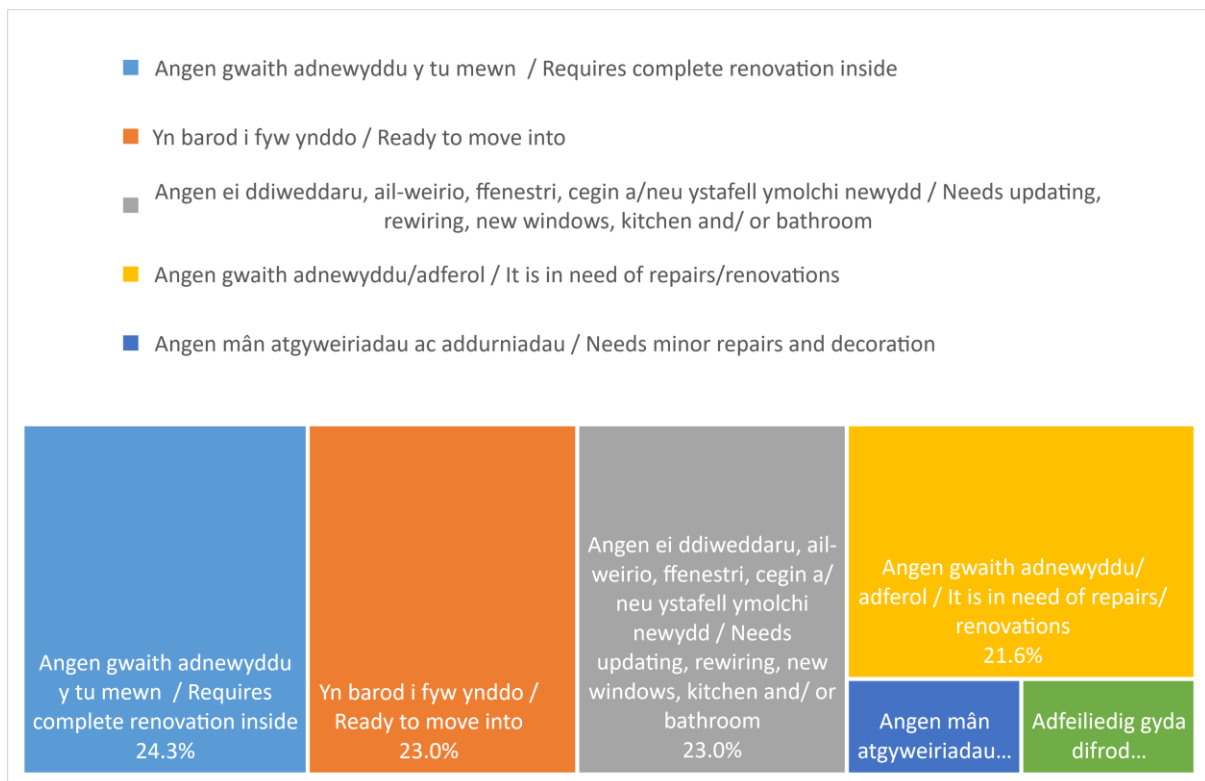 Angen gwaith adnewyddu y tu mewn / Requires complete renovation inside
Yn barod i fyw ynddo / Ready to move into
Angen ei ddiweddaru, ail-weirio, ffenestri, cegin a/neu ystafell ymolchi newydd / Needs updating,
rewiring, new windows, kitchen and/ or bathroom
Angen gwaith adnewyddu/adferol / It is in need of repairs/renovations
Angen mân atgyweiriadau ac addurniadau / Needs minor repairs and decoration
Angen gwaith adnewyddu
y tu mewn / Requires
complete renovation inside
24.3%
Yn barod i fyw ynddo /
Ready to move into
23.0%
Angen ei ddiweddaru, ail-
weirio, ffenestri, cegin a/
neu ystafell ymolchi
newydd / Needs
updating, rewiring, new
windows, kitchen and/ or
bathroom
23.0%
Angen gwaith adnewyddu/
adferol / It is in need of repairs/
renovations
21.6%
Angen mân
atgyweiriadau...
Adfeiliedig gyda
difrod...